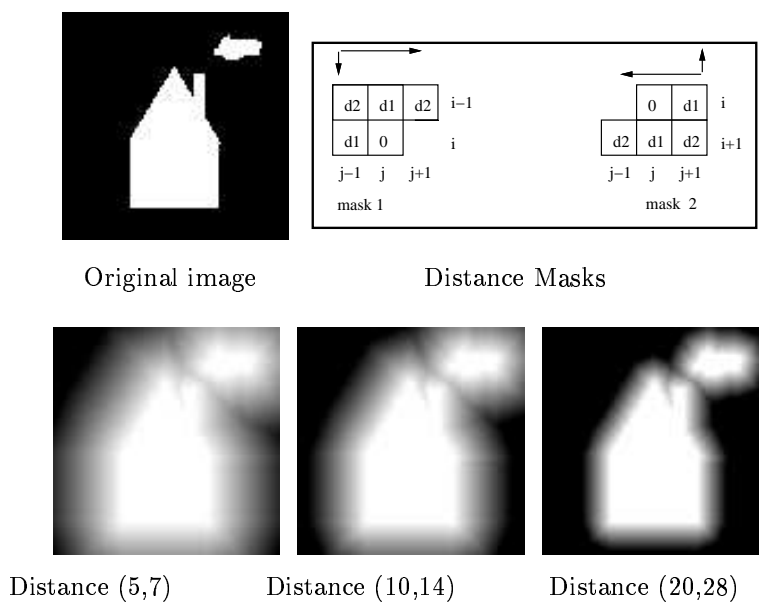 d2 d1 d2 i−1
d1 0 i
j−1 j j+1
mask 1
0 d1 i
d2 d1 d2 i+1
j−1 j j+1
mask 2
Original image
Distance Masks
Distance (5,7)
Distance (10,14)
Distance (20,28)